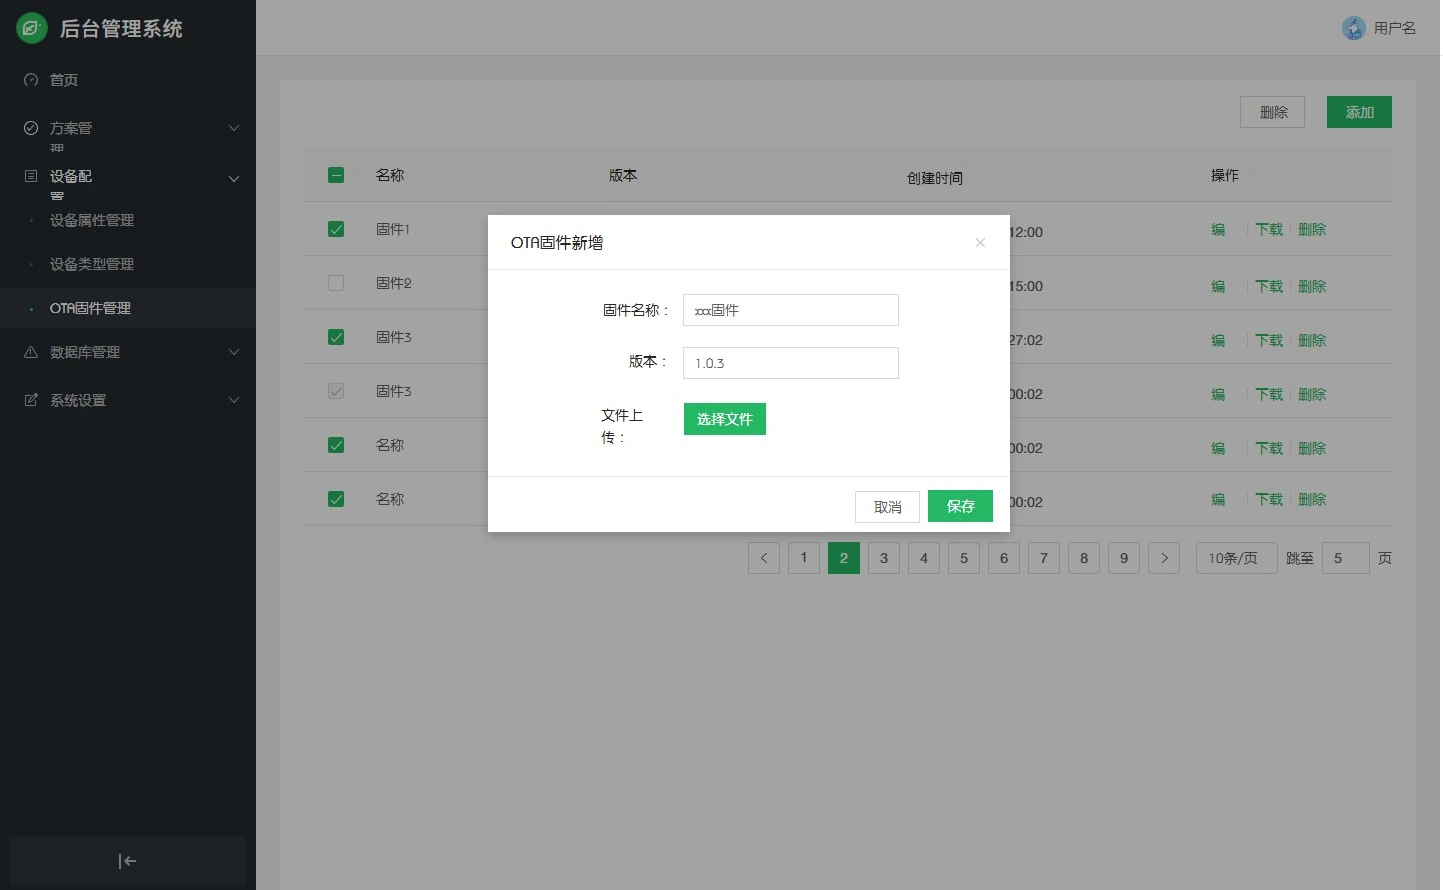 后台管理系统
用户名
首页
方案管
理
设备配
置
设备属性管理
设备类型管理
OTA固件管理
数据库管理
系统设置
删除
添加
名称
版本
创建时间
操作
固件1
12:00
编
下载
删除
固件2
15:00
编
下载
删除
固件3
27:02
编
下载
删除
固件3
00:02
编
下载
删除
名称
00:02
编
下载
删除
名称
00:02
编
下载
删除
OTA固件新增
固件名称：
xxx固件
版本：
1.0.3
文件上
传：
选择文件
取消
保存
1
2
3
4
5
6
7
8
9
10条/页
跳至
5
页